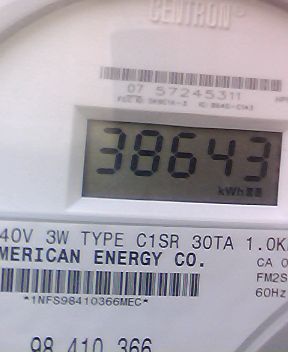 CENTRON®
07 57245311
38643
kWh
40V 3W TYPE C1SR 30TA 1.0K
MERICAN ENERGY CO.
CA 0
FM2S
60Hz
*1NFS98410366MEC*
98 410 366